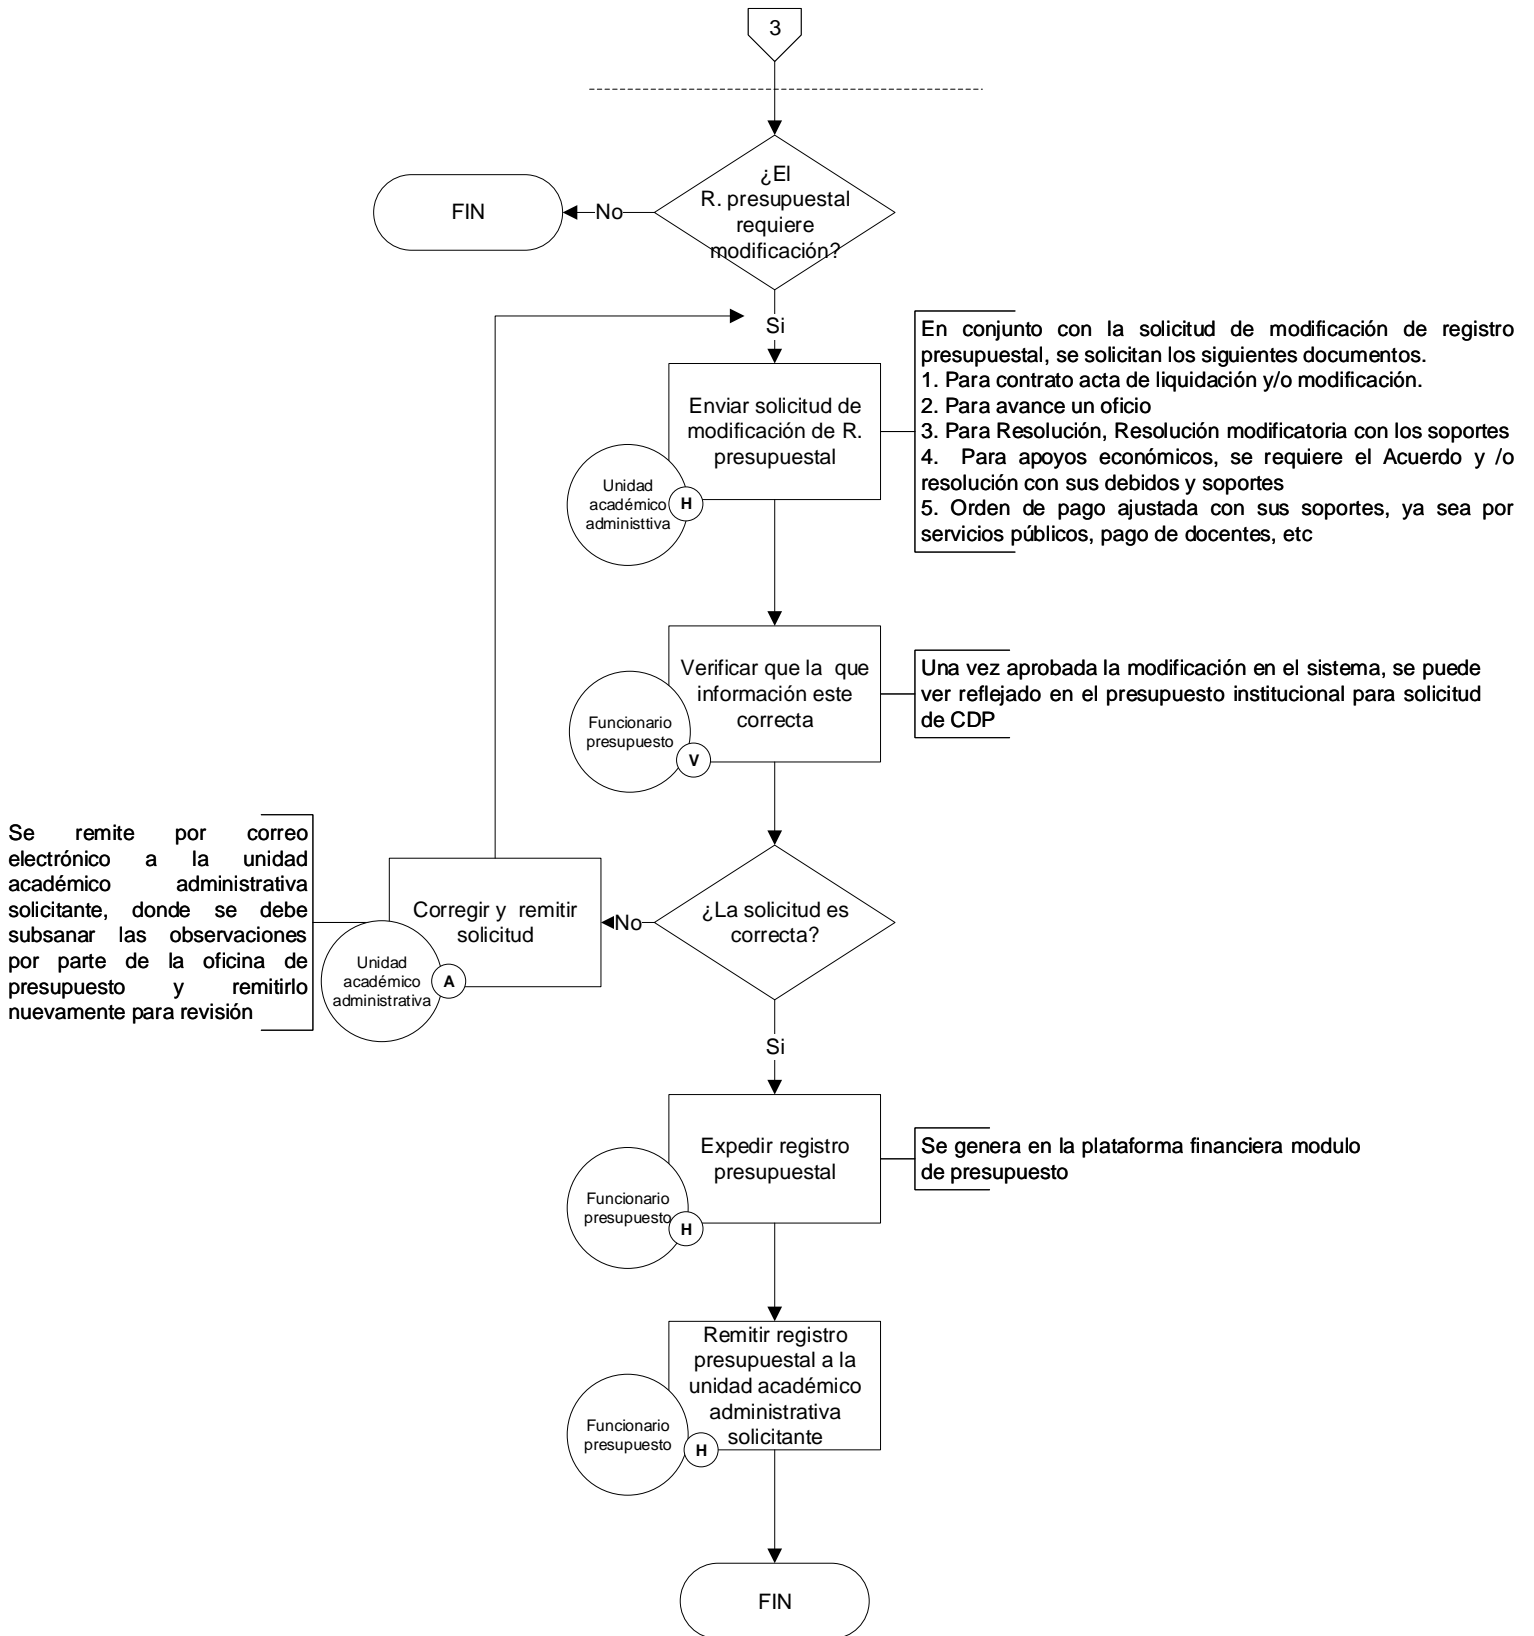 3
¿El
R. presupuestal
requiere
modificación?
No
FIN
Si
Enviar solicitud de
modificación de R.
presupuestal
Unidad
académico
administtiva
H
En conjunto con la solicitud de modificación de registro
presupuestal, se solicitan los siguientes documentos.
1. Para contrato acta de liquidación y/o modificación.
2. Para avance un oficio
3. Para Resolución, Resolución modificatoria con los soportes
4. Para apoyos económicos, se requiere el Acuerdo y /o
resolución con sus debidos y soportes
5. Orden de pago ajustada con sus soportes, ya sea por
servicios públicos, pago de docentes, etc
Verificar que la que
información este
correcta
Funcionario
presupuesto
V
Una vez aprobada la modificación en el sistema, se puede
ver reflejado en el presupuesto institucional para solicitud
de CDP
¿La solicitud es
correcta?
No
Corregir y remitir
solicitud
Unidad
académico
administrativa
A
Se remite por correo
electrónico a la unidad
académico administrativa
solicitante, donde se debe
subsanar las observaciones
por parte de la oficina de
presupuesto y remitirlo
nuevamente para revisión
Si
Expedir registro
presupuestal
Funcionario
presupuesto
H
Se genera en la plataforma financiera modulo
de presupuesto
Remitir registro
presupuestal a la
unidad académico
administrativa
solicitante
Funcionario
presupuesto
H
FIN